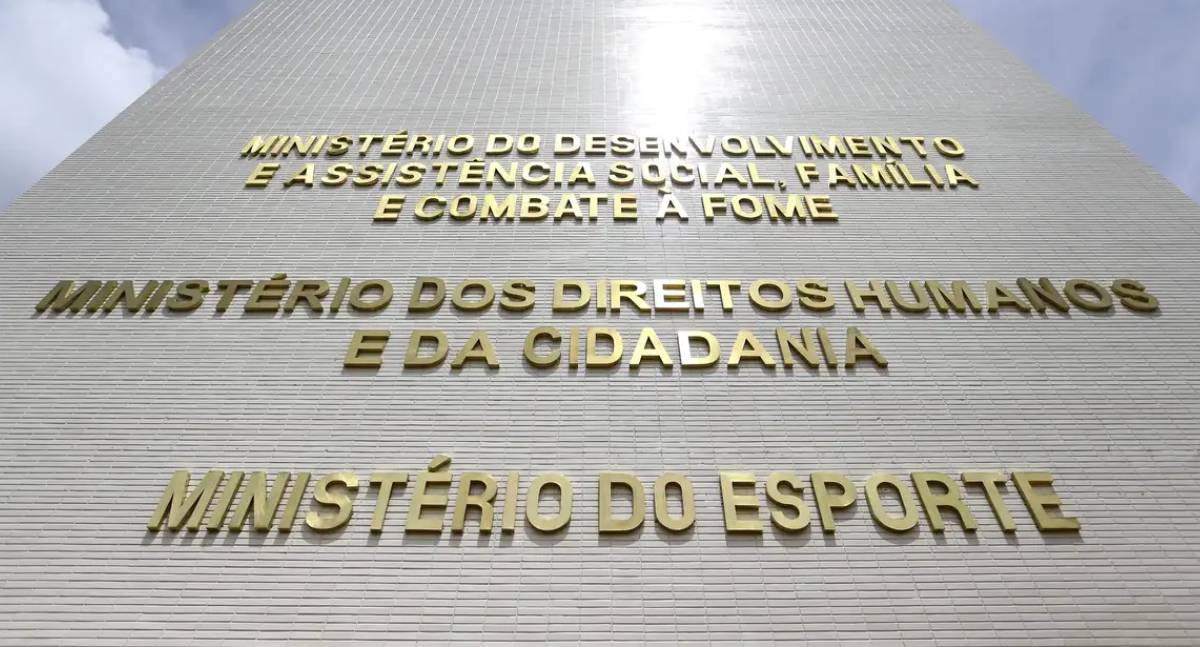 MINISTÉRIO DO DESENVOLVIMENTO
E ASSISTÊNCIA SOCIAL, FAMÍLIA
E COMBATE À FOME
MINISTÉRIO DOS DIREITOS HUMANOS
E DA CIDADANIA
MINISTÉRIO DO ESPORTE